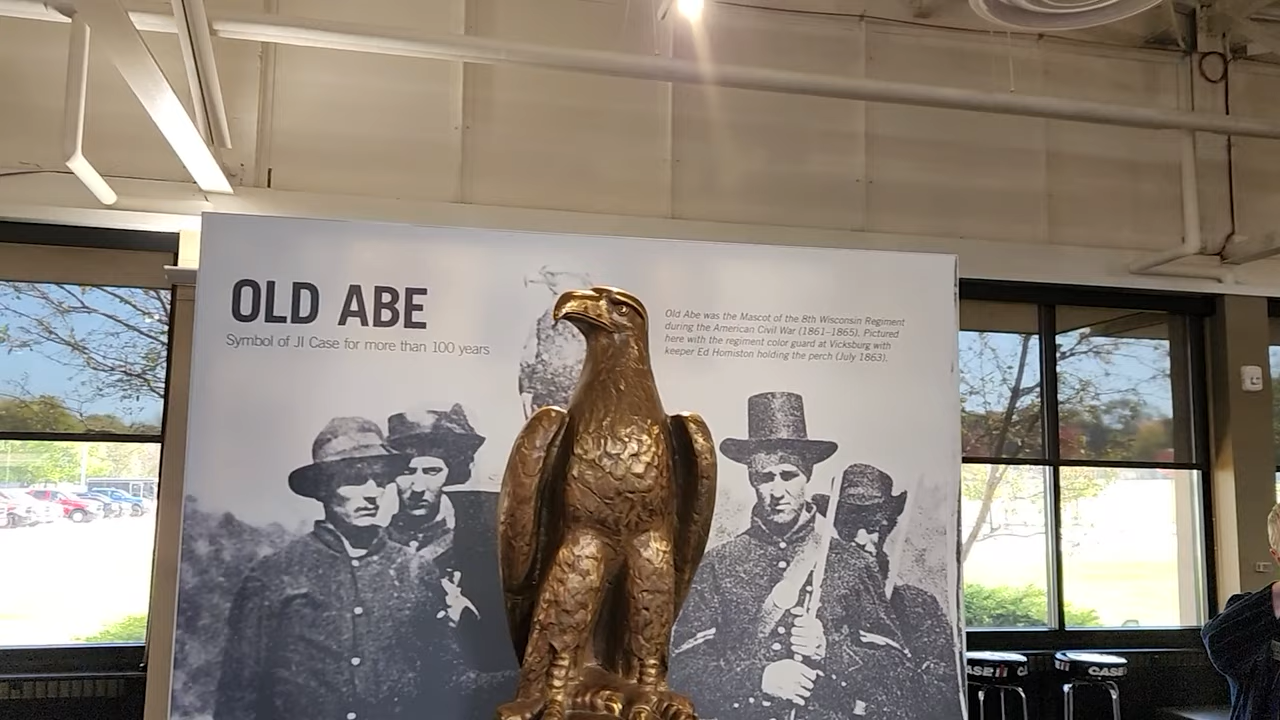 OLD ABE
Symbol of JI Case for more than 100 years
Old Abe was the Mascot of the 8th Wisconsin Regiment
during the American Civil War (1861-1865). Pictured
here with the regiment color guard at Vicksburg with
keeper Ed Homiston holding the perch (July 1863).
CASE IH
CASE